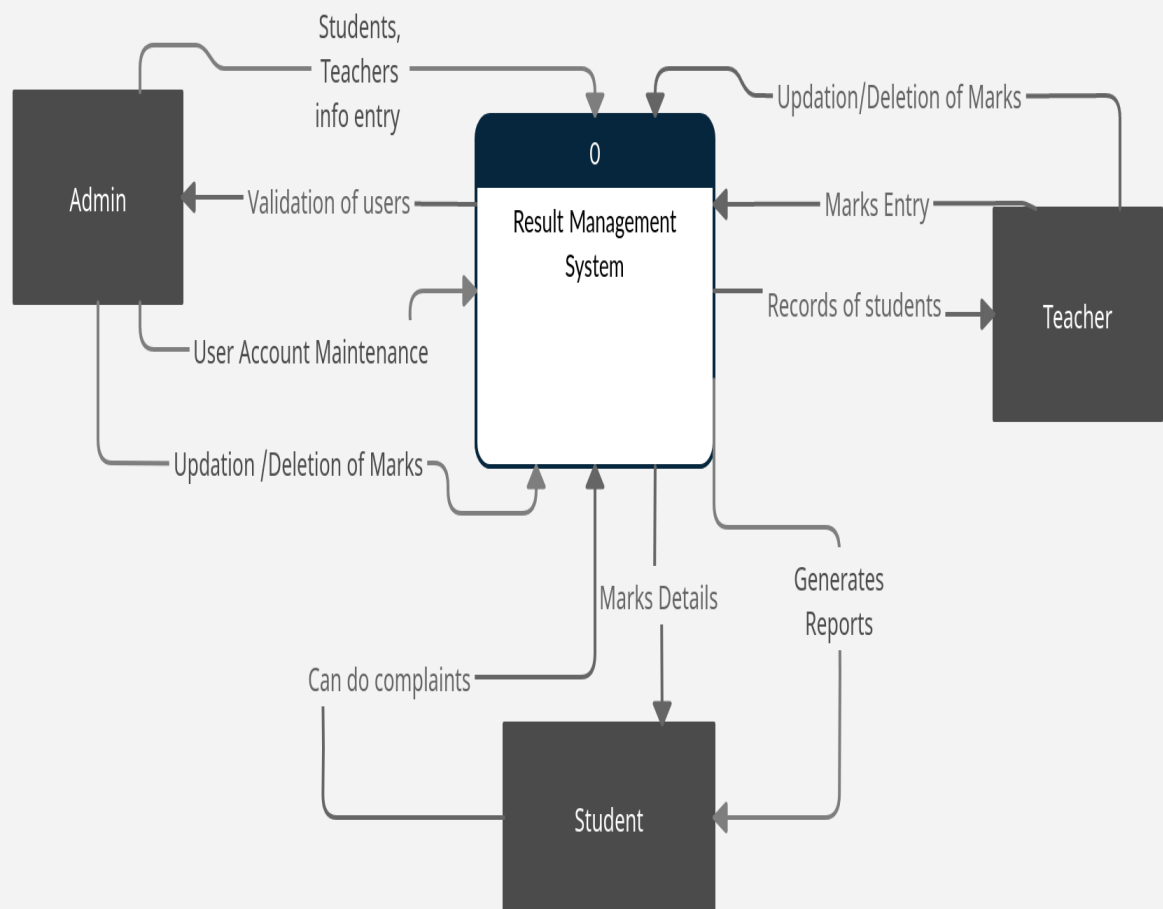 Students,
Teachers
info entry
Updation/Deletion of Marks
0
Admin
Validation of users
Marks Entry
Result Management
System
Records of students
Teacher
User Account Maintenance
Updation /Deletion of Marks
Generates
Reports
Marks Details
Can do complaints
Student